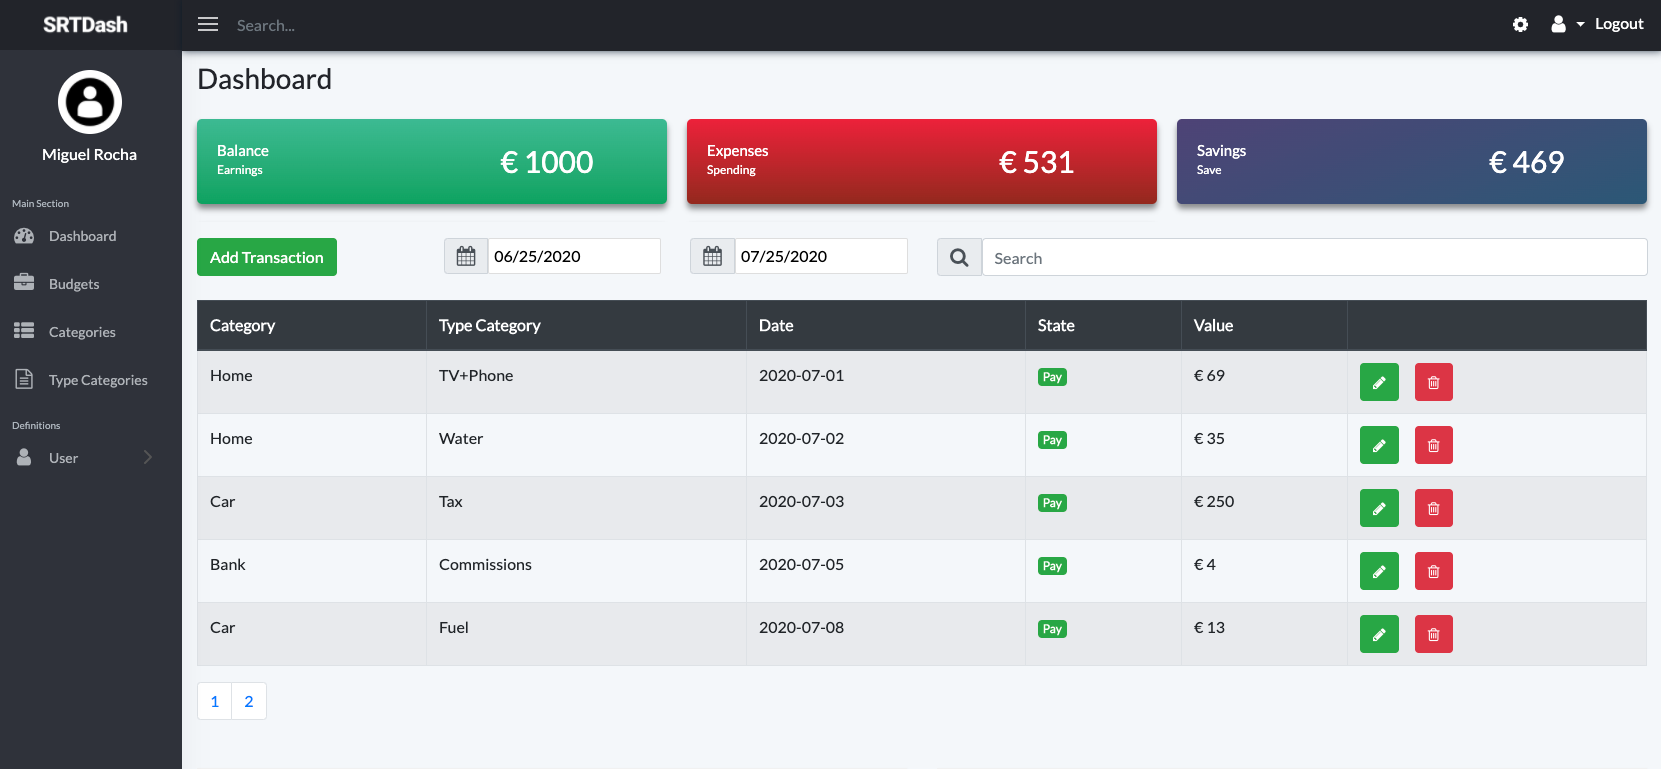 SRTDash
Search...
Logout
Miguel Rocha
Main Section
Dashboard
Budgets
Categories
Type Categories
Definitions
User
Dashboard
Balance
Earnings
€ 1000
Expenses
Spending
€ 531
Savings
Save
€ 469
Add Transaction
06/25/2020
07/25/2020
Search
Category Type Category Date State Value
Home TV+Phone 2020-07-01 Pay € 69
Home Water 2020-07-02 Pay € 35
Car Tax 2020-07-03 Pay € 250
Bank Commissions 2020-07-05 Pay € 4
Car Fuel 2020-07-08 Pay € 13
1 2